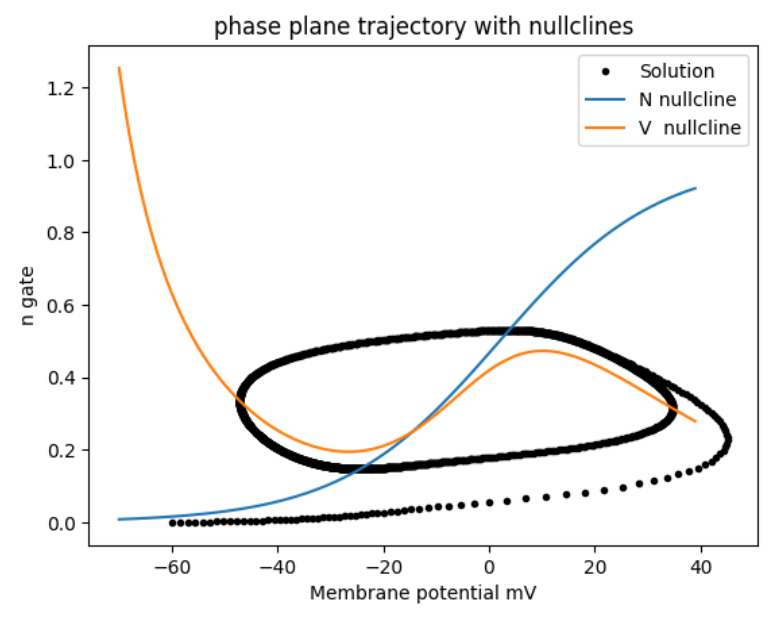 phase plane trajectory with nullclines
Solution
N nullcline
V  nullcline
1.2
1.0
0.8
0.6
0.4
0.2
0.0
n gate
−60 −40 −20 0 20 40
Membrane potential mV